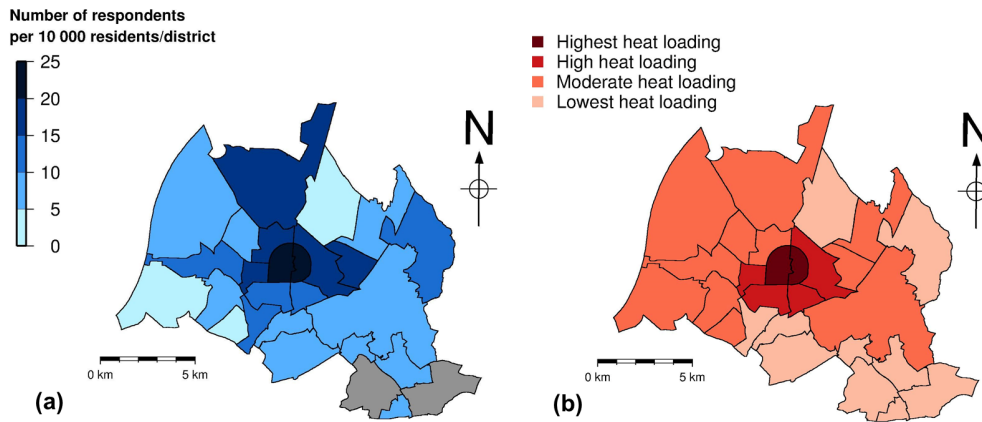 Number of respondents
per 10 000 residents/district
25
20
15
10
5
0
N
0 km 5 km
(a)
Highest heat loading
High heat loading
Moderate heat loading
Lowest heat loading
N
0 km 5 km
(b)